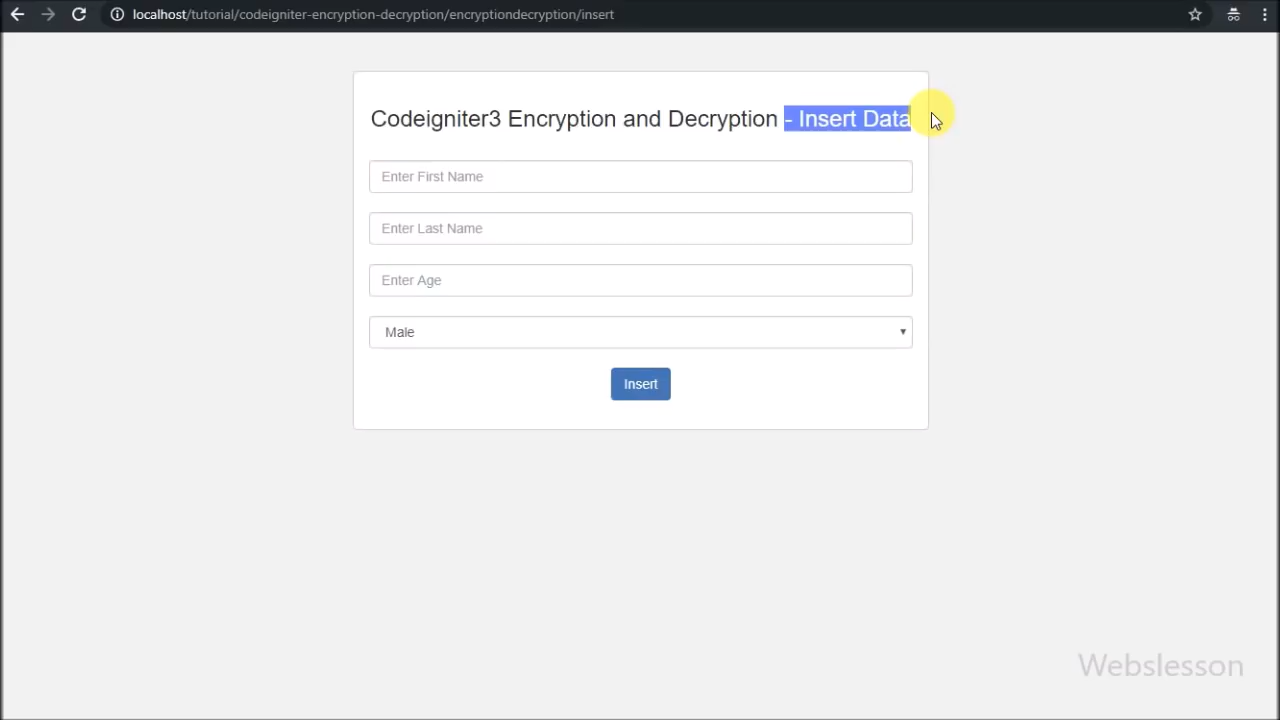 localhost/tutorial/codeigniter-encryption-decryption/encryptiondecryption/insert
Codeigniter3 Encryption and Decryption - Insert Data
Enter First Name
Enter Last Name
Enter Age
Male
Insert
Webslesson